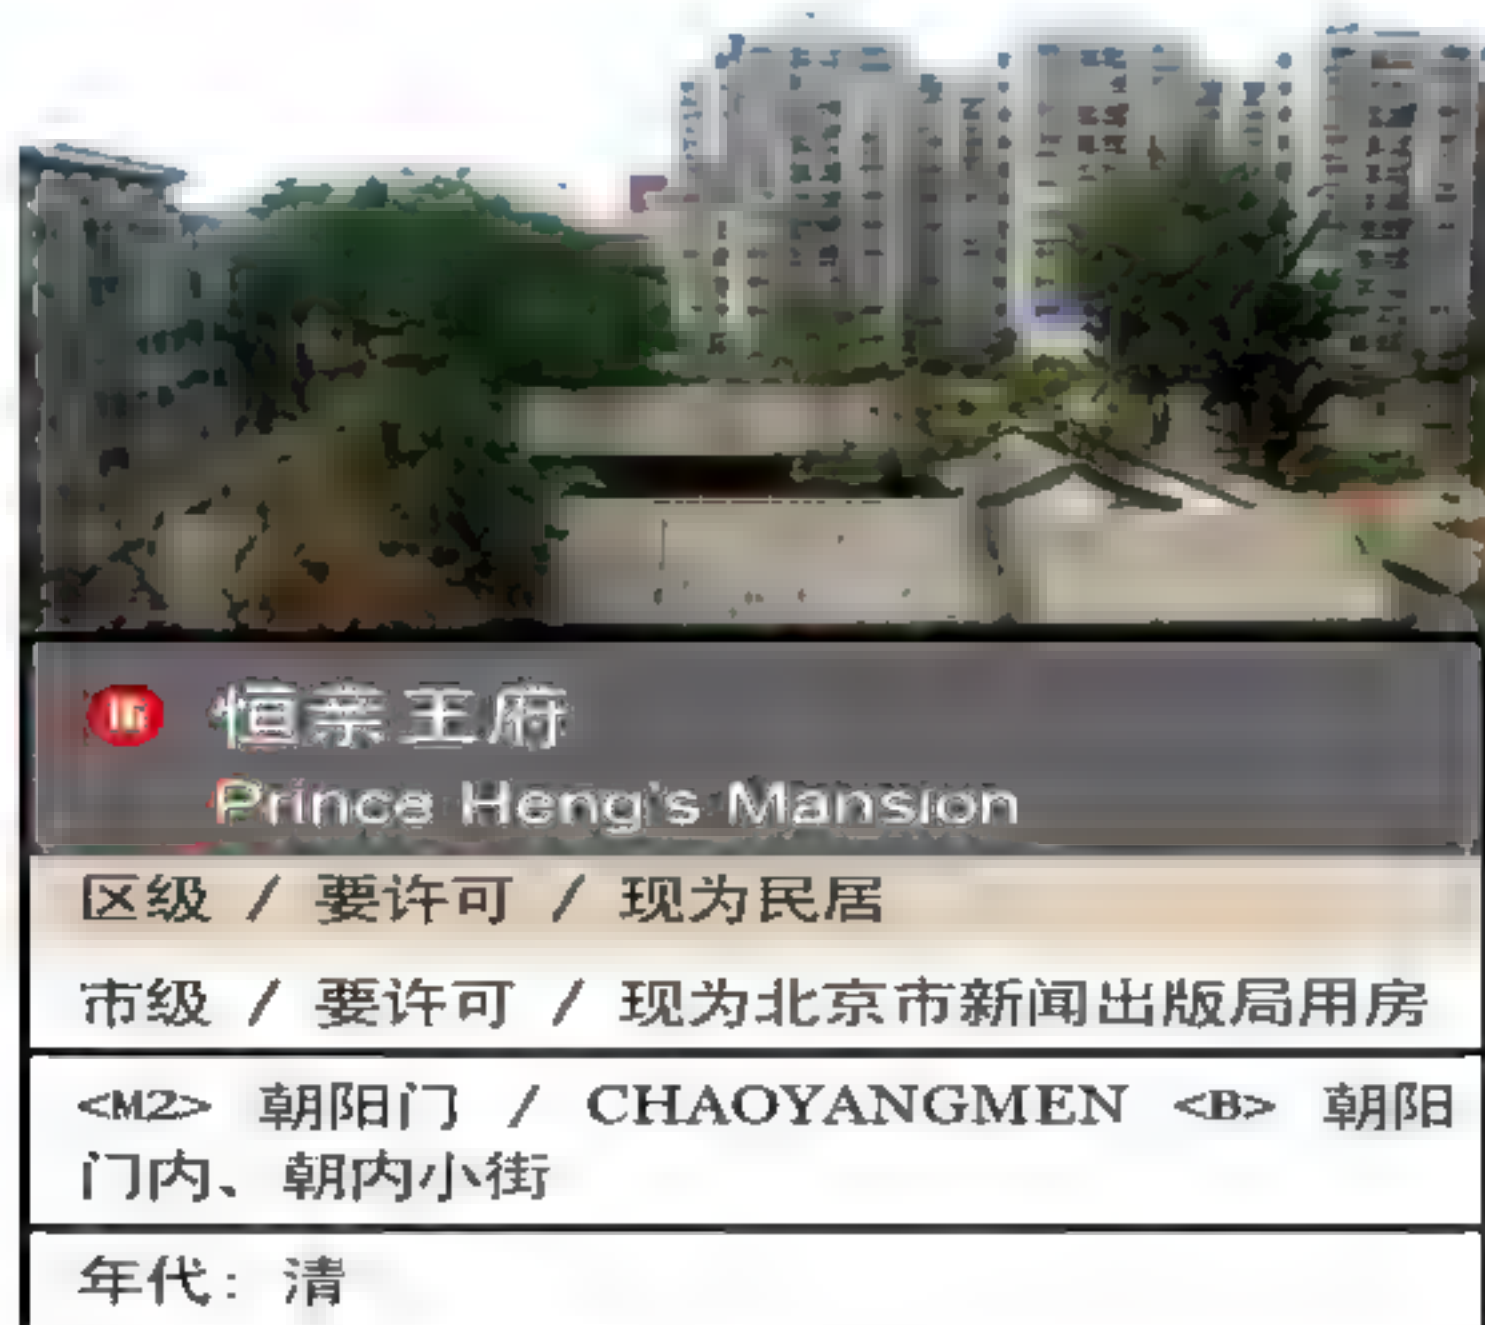 恒亲王府
Prince Heng's Mansion
区级 / 要许可 / 现为民居
市级 / 要许可 / 现为北京市新闻出版局用房
<M2> 朝阳门 / CHAOYANGMEN <B> 朝阳
门内、朝内小街
年代: 清